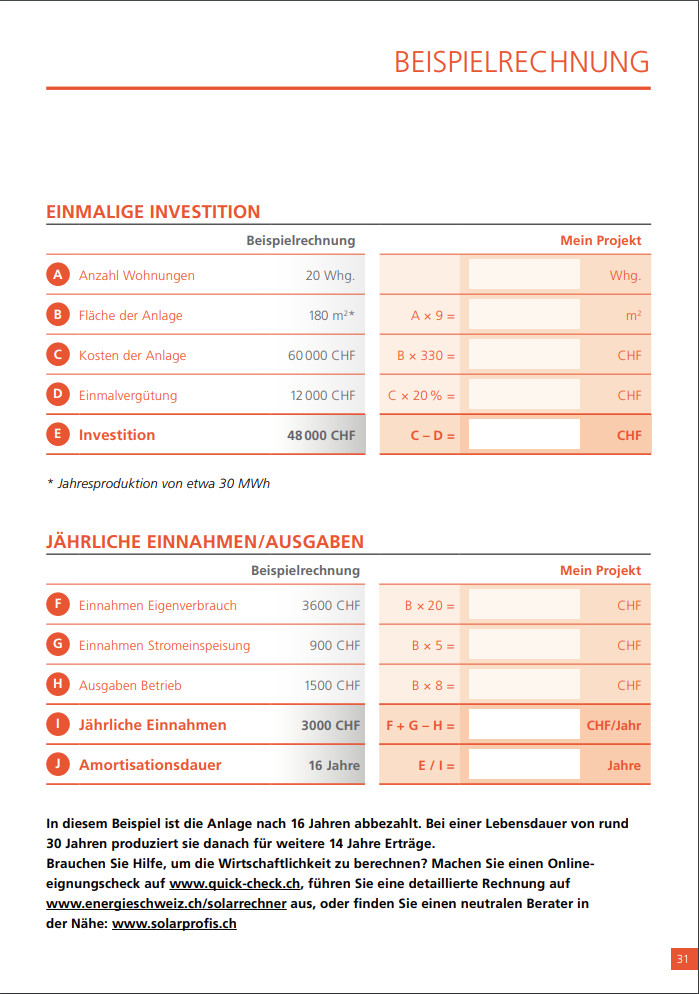 BEISPIELRECHNUNG
EINMALIGE INVESTITION
Beispielrechnung Mein Projekt
A Anzahl Wohnungen 20 Whg. Whg.
B Fläche der Anlage 180 m²* A × 9 = m²
C Kosten der Anlage 60 000 CHF B × 330 = CHF
D Einmalvergütung 12 000 CHF C × 20 % = CHF
E Investition 48 000 CHF C – D = CHF
* Jahresproduktion von etwa 30 MWh
JÄHRLICHE EINNAHMEN/AUSGABEN
Beispielrechnung Mein Projekt
F Einnahmen Eigenverbrauch 3600 CHF B × 20 = CHF
G Einnahmen Stromeinspeisung 900 CHF B × 5 = CHF
H Ausgaben Betrieb 1500 CHF B × 8 = CHF
I Jährliche Einnahmen 3000 CHF F + G – H = CHF/Jahr
J Amortisationsdauer 16 Jahre E / I = Jahre
In diesem Beispiel ist die Anlage nach 16 Jahren abbezahlt. Bei einer Lebensdauer von rund
30 Jahren produziert sie danach für weitere 14 Jahre Erträge.
Brauchen Sie Hilfe, um die Wirtschaftlichkeit zu berechnen? Machen Sie einen Online-
eignungscheck auf www.quick-check.ch, führen Sie eine detaillierte Rechnung auf
www.energieschweiz.ch/solarrechner aus, oder finden Sie einen neutralen Berater in
der Nähe: www.solarprofis.ch
31